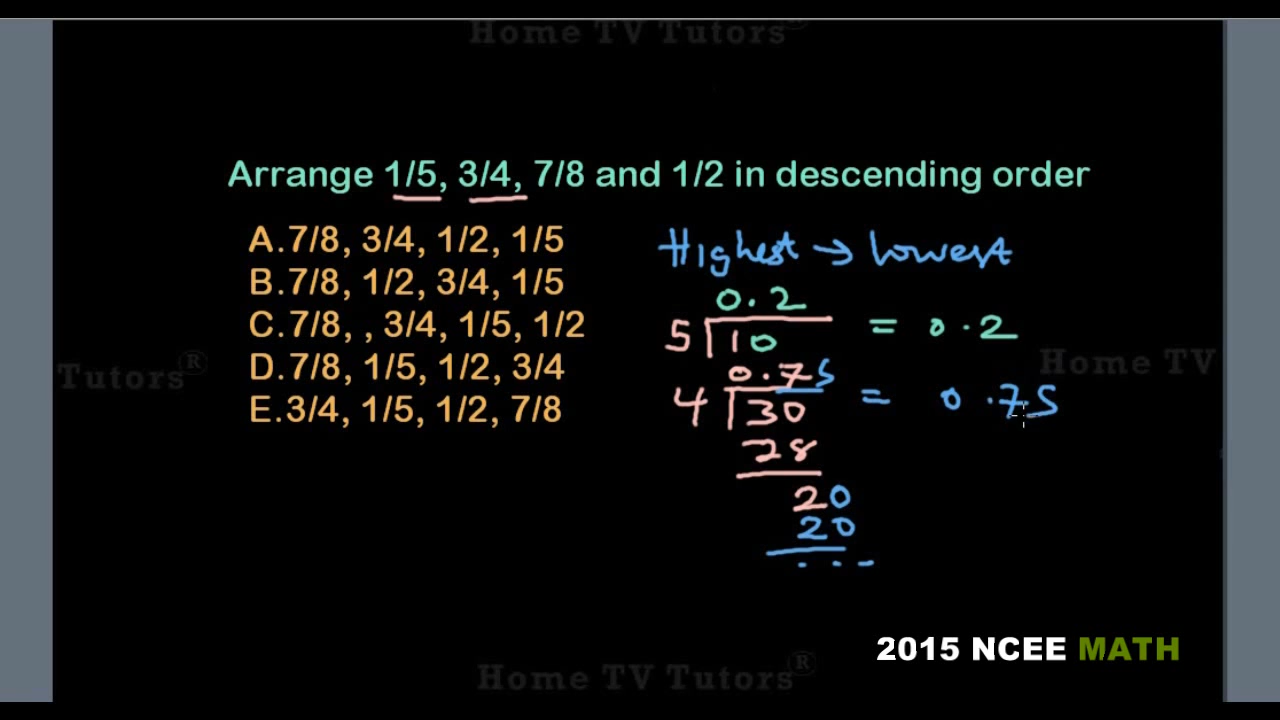 Home TV Tutors®
Arrange 1/5, 3/4, 7/8 and 1/2 in descending order
A.7/8, 3/4, 1/2, 1/5
B.7/8, 1/2, 3/4, 1/5
C.7/8, , 3/4, 1/5, 1/2
D.7/8, 1/5, 1/2, 3/4
E.3/4, 1/5, 1/2, 7/8
Highest → Lowest
0.2
5 10 = 0.2
0.75
4 30 = 0.75
28
20
20
Tutors®
Home TV
2015 NCEE MATH
Home TV Tutors®